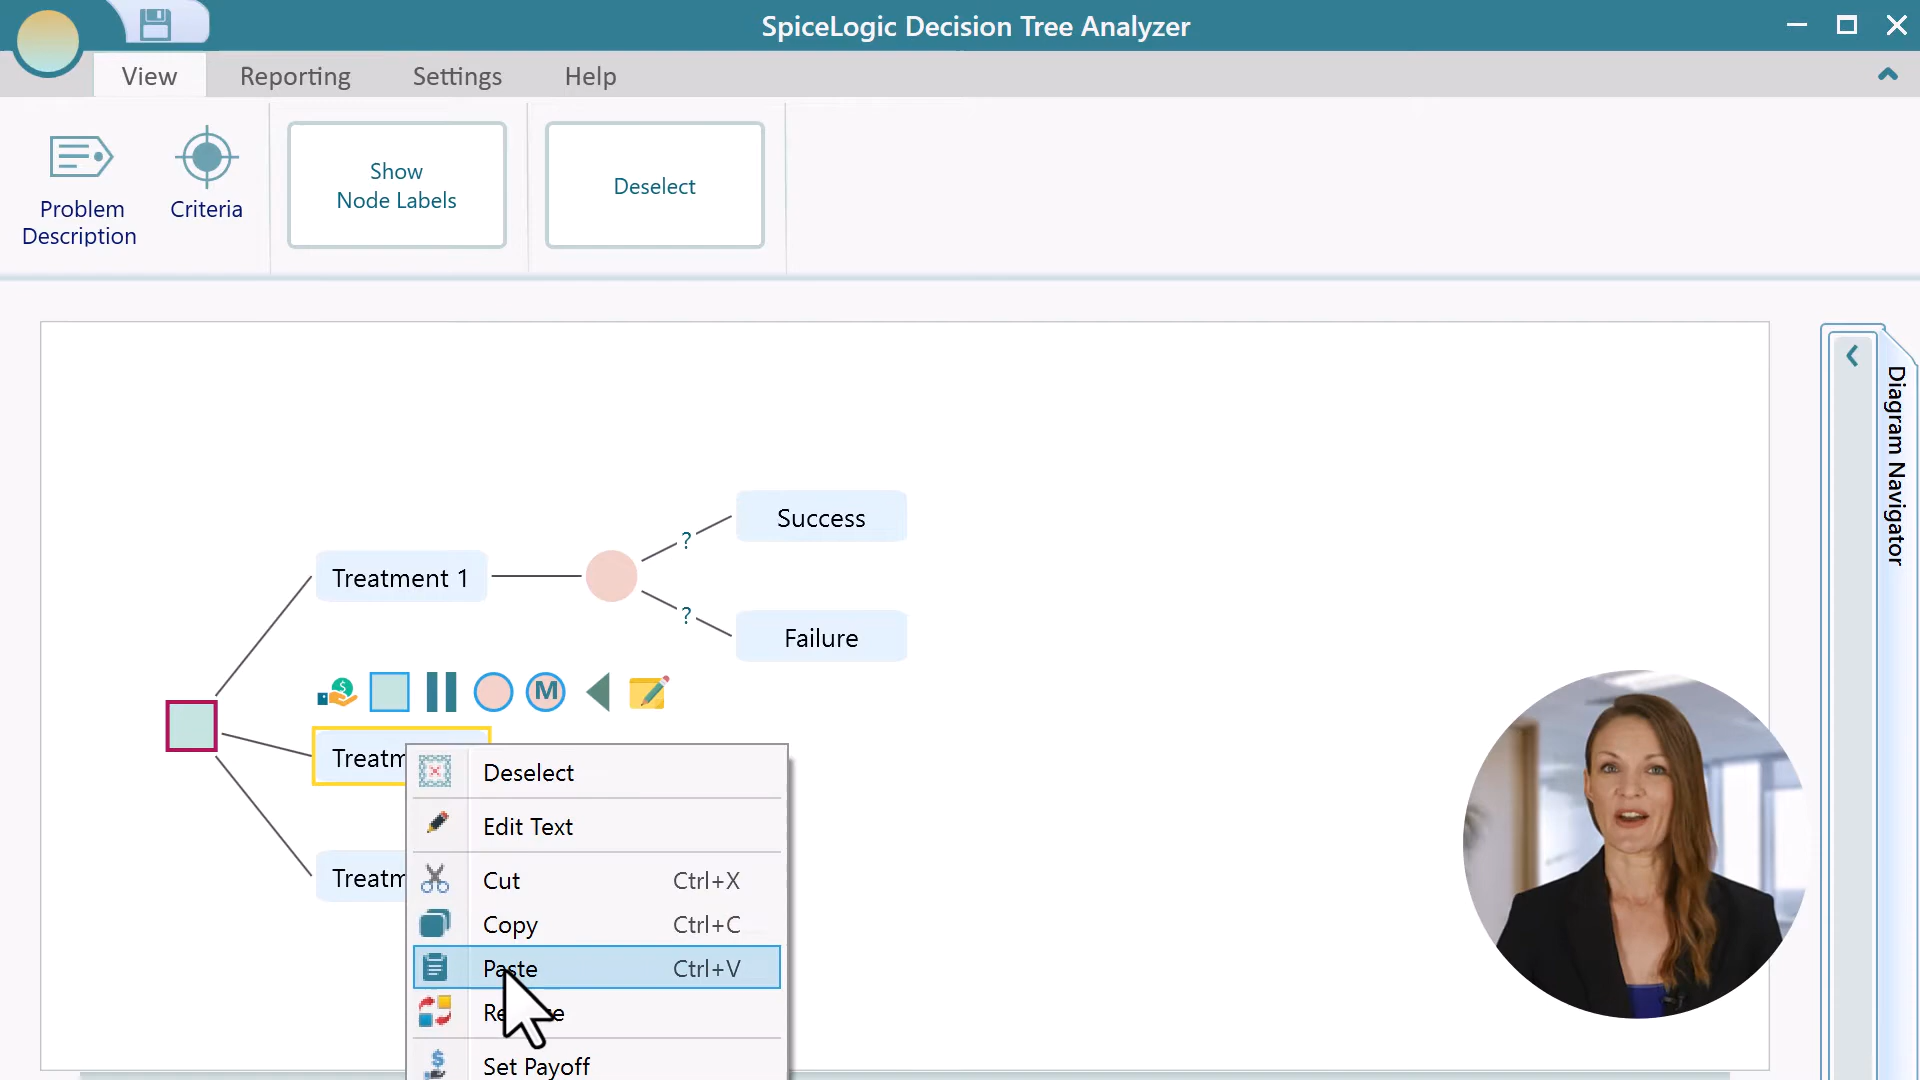 SpiceLogic Decision Tree Analyzer
View
Reporting
Settings
Help
Problem
Description
Criteria
Show
Node Labels
Deselect
Diagram Navigator
Success
?
Treatment 1
?
Failure
M
Treatm
Deselect
Edit Text
Treatm
Cut Ctrl+X
Copy Ctrl+C
Paste Ctrl+V
Set Payoff